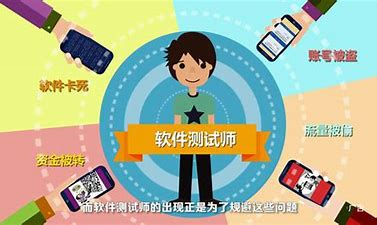 账号被盗
软件卡死
流量被偷
软件测试师
资金被转
而软件测试师的出现正是为了规避这些问题